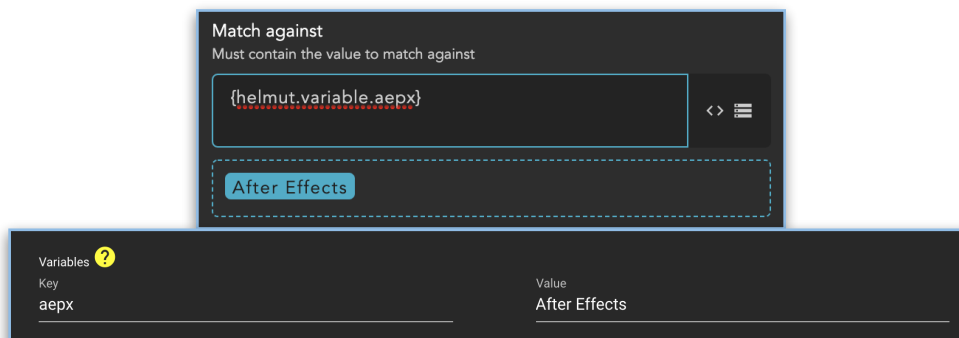 Match against
Must contain the value to match against
{helmut.variable.aepx}
<>
After Effects
Variables ?
Key
Value
aepx
After Effects